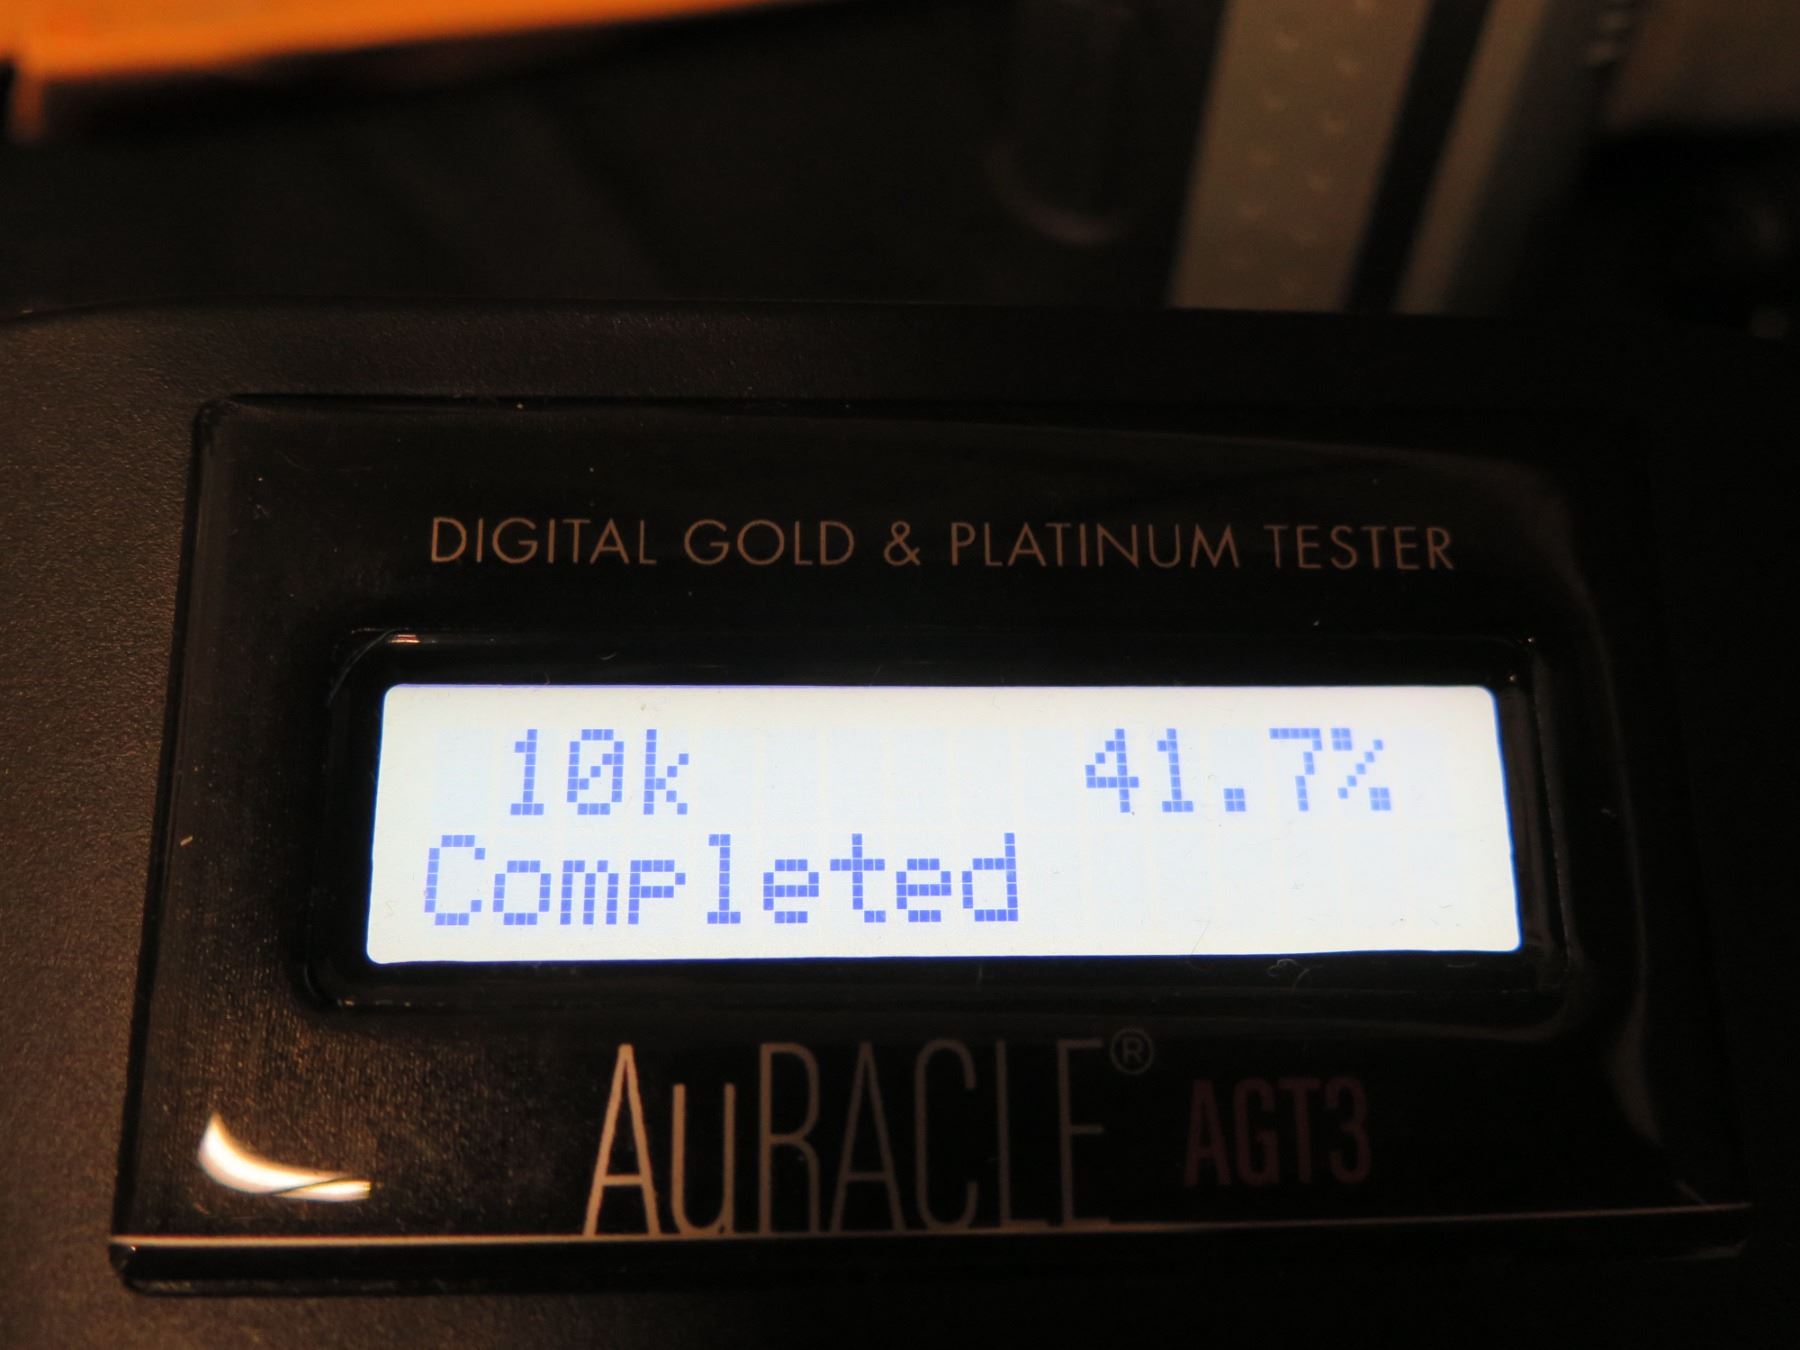 DIGITAL GOLD & PLATINUM TESTER
10k 41.7%
Completed
AuRACLE® AGT3